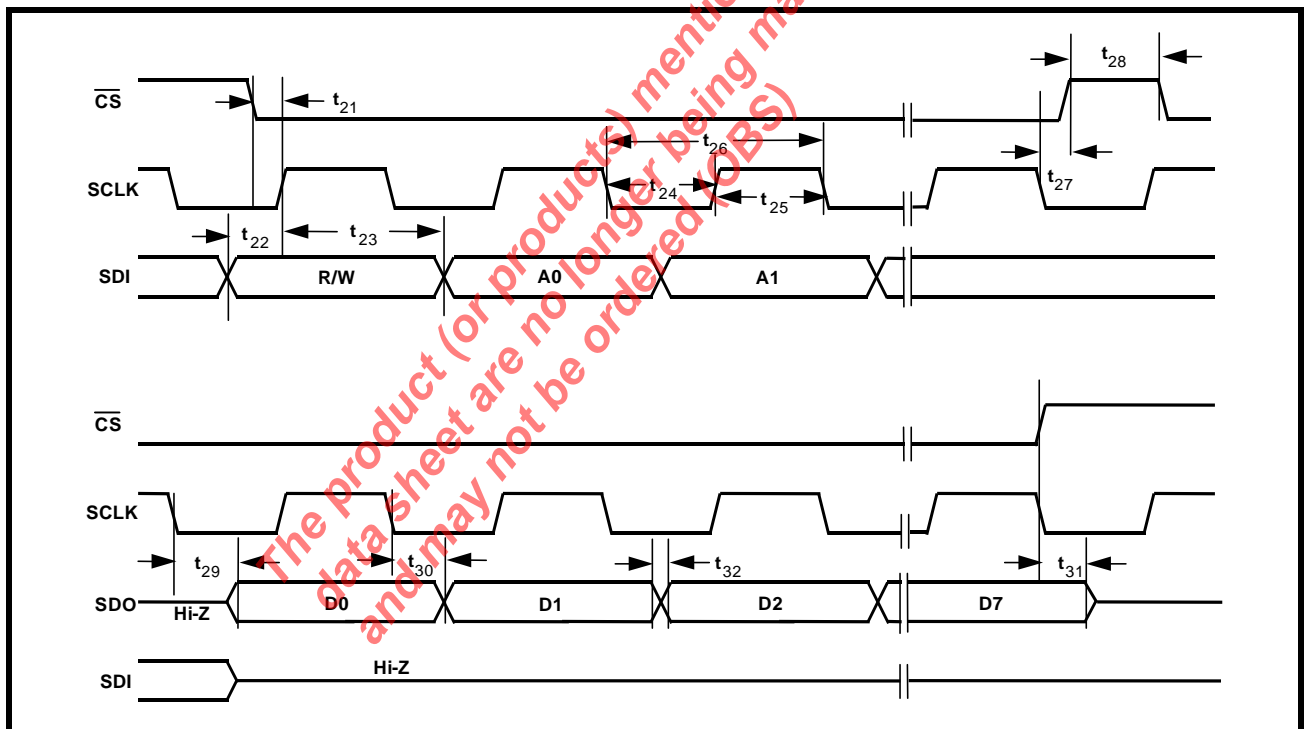 t28
CS
t21
t26
SCLK
t24
t25
t27
t22
t23
SDI
R/W
A0
A1
CS
SCLK
t29
t30
t32
t31
SDO
Hi-Z
D0
D1
D2
D7
SDI
Hi-Z
The product (or products) mentio
data sheet are no longer being ma
and may not be ordered (OBS)